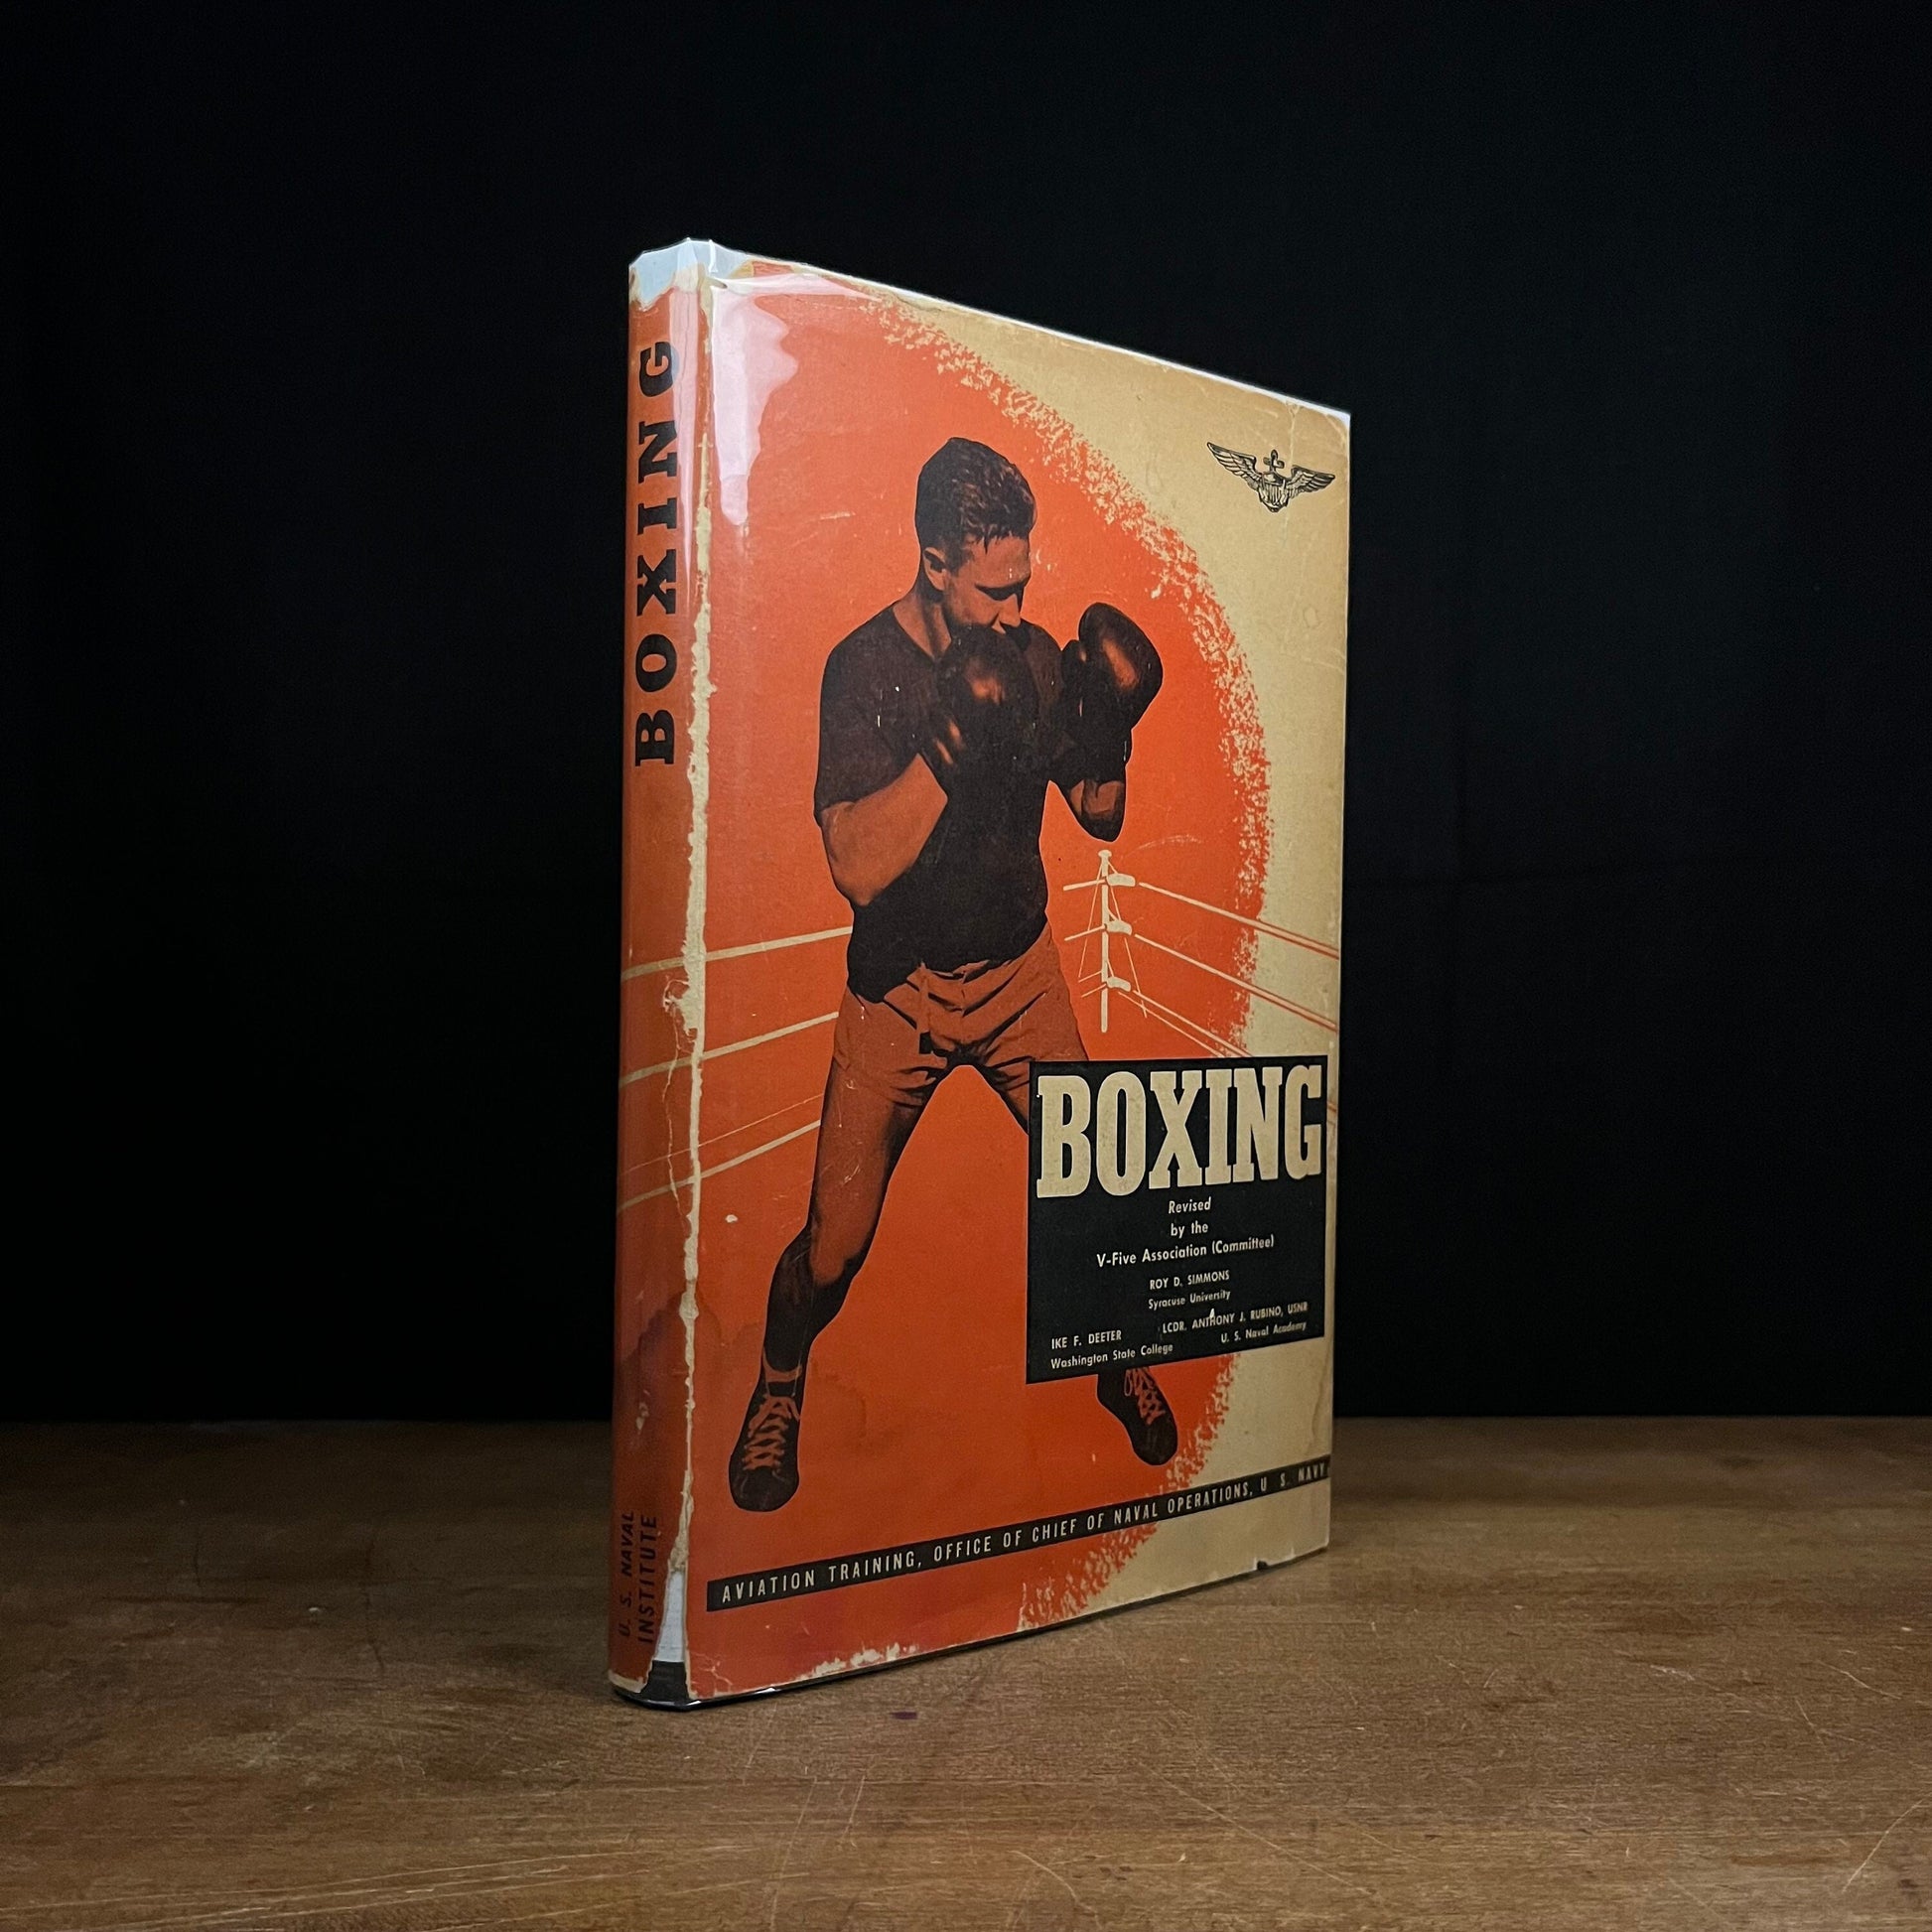 BOXING
U. S. NAVAL
INSTITUTE
BOXING
Revised
by the
V-Five Association (Committee)
ROY D. SIMMONS
Syracuse University
IKE F. DEETER
Washington State College
LCDR. ANTHONY J. RUBINO, USNR
U. S. Naval Academy
AVIATION TRAINING, OFFICE OF CHIEF OF NAVAL OPERATIONS, U. S. NAVY